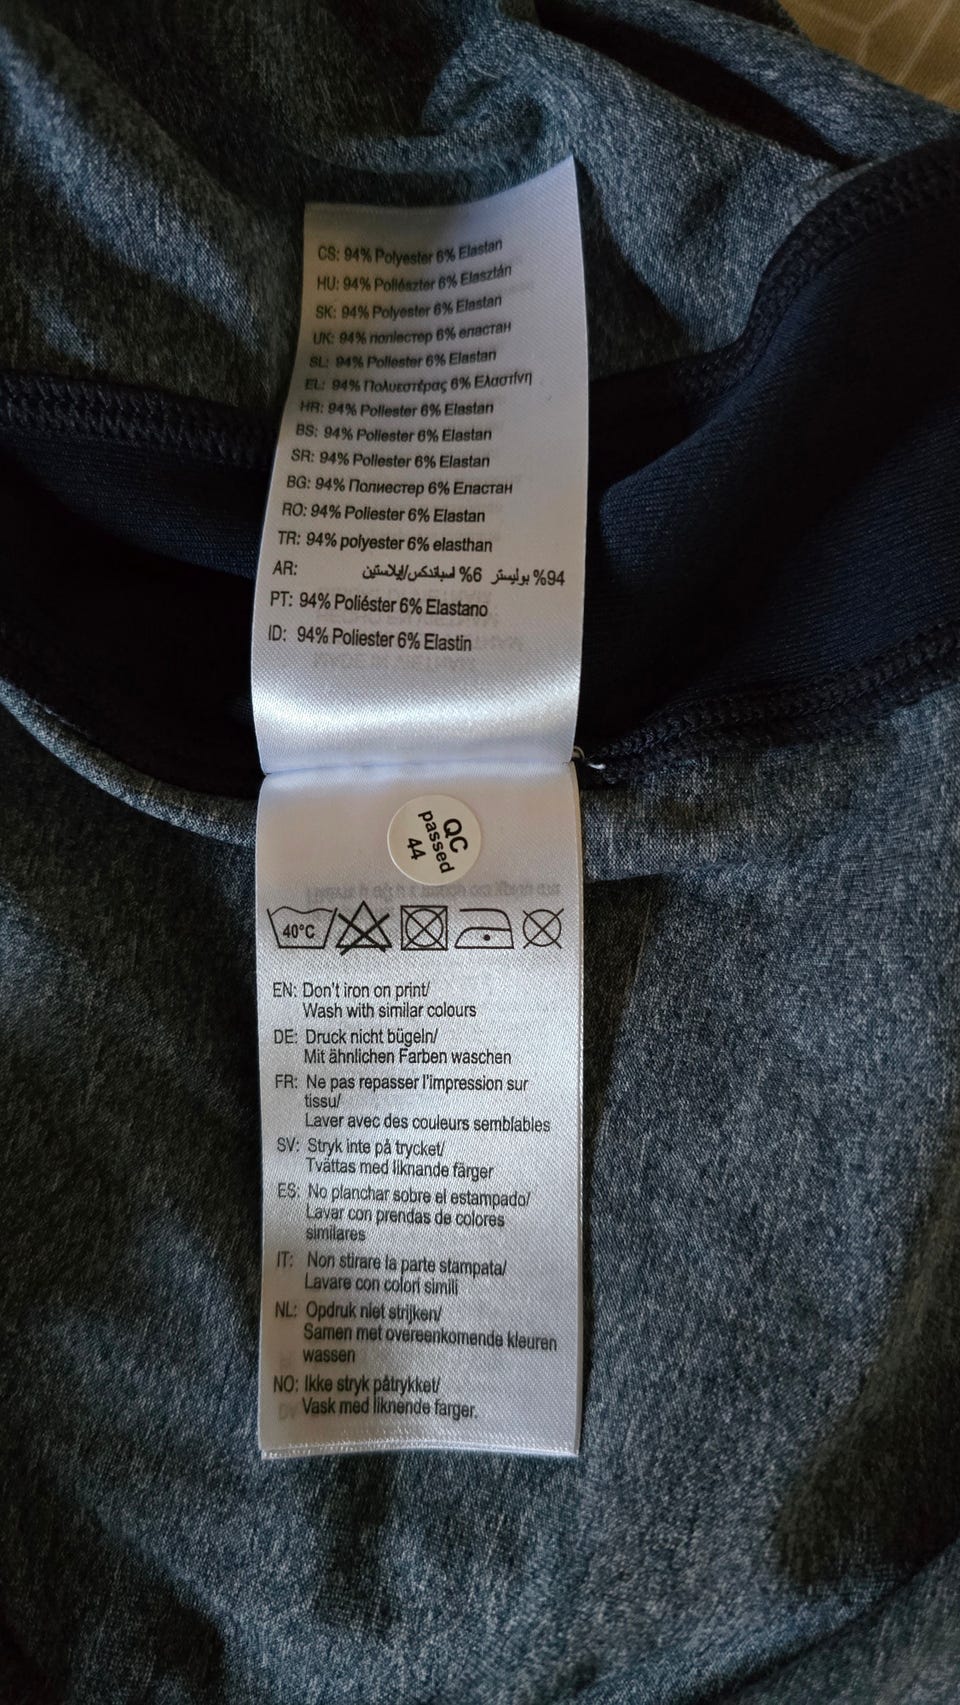 CS: 94% Polyester 6% Elastan
HU: 94% Poliészter 6% Elasztán
SK: 94% Polyester 6% Elastan
UK: 94% поліестер 6% еластан
SL: 94% Poliester 6% Elastan
EL: 94% Πολυεστέρας 6% Ελαστίνη
HR: 94% Poliester 6% Elastan
BS: 94% Poliester 6% Elastan
SR: 94% Poliester 6% Elastan
BG: 94% Полиестер 6% Еластан
RO: 94% Poliester 6% Elastan
TR: 94% polyester 6% elasthan
AR: 94% بوليستر 6% اسباندكس/إيلاستين
PT: 94% Poliéster 6% Elastano
ID: 94% Poliester 6% Elastin
QC
passed
44
40°C
EN: Don't iron on print/
Wash with similar colours
DE: Druck nicht bügeln/
Mit ähnlichen Farben waschen
FR: Ne pas repasser l'impression sur
tissu/
Laver avec des couleurs semblables
SV: Stryk inte på trycket/
Tvättas med liknande färger
ES: No planchar sobre el estampado/
Lavar con prendas de colores
similares
IT: Non stirare la parte stampata/
Lavare con colori simili
NL: Opdruk niet strijken/
Samen met overeenkomende kleuren
wassen
NO: Ikke stryk påtrykket/
Vask med liknende farger.